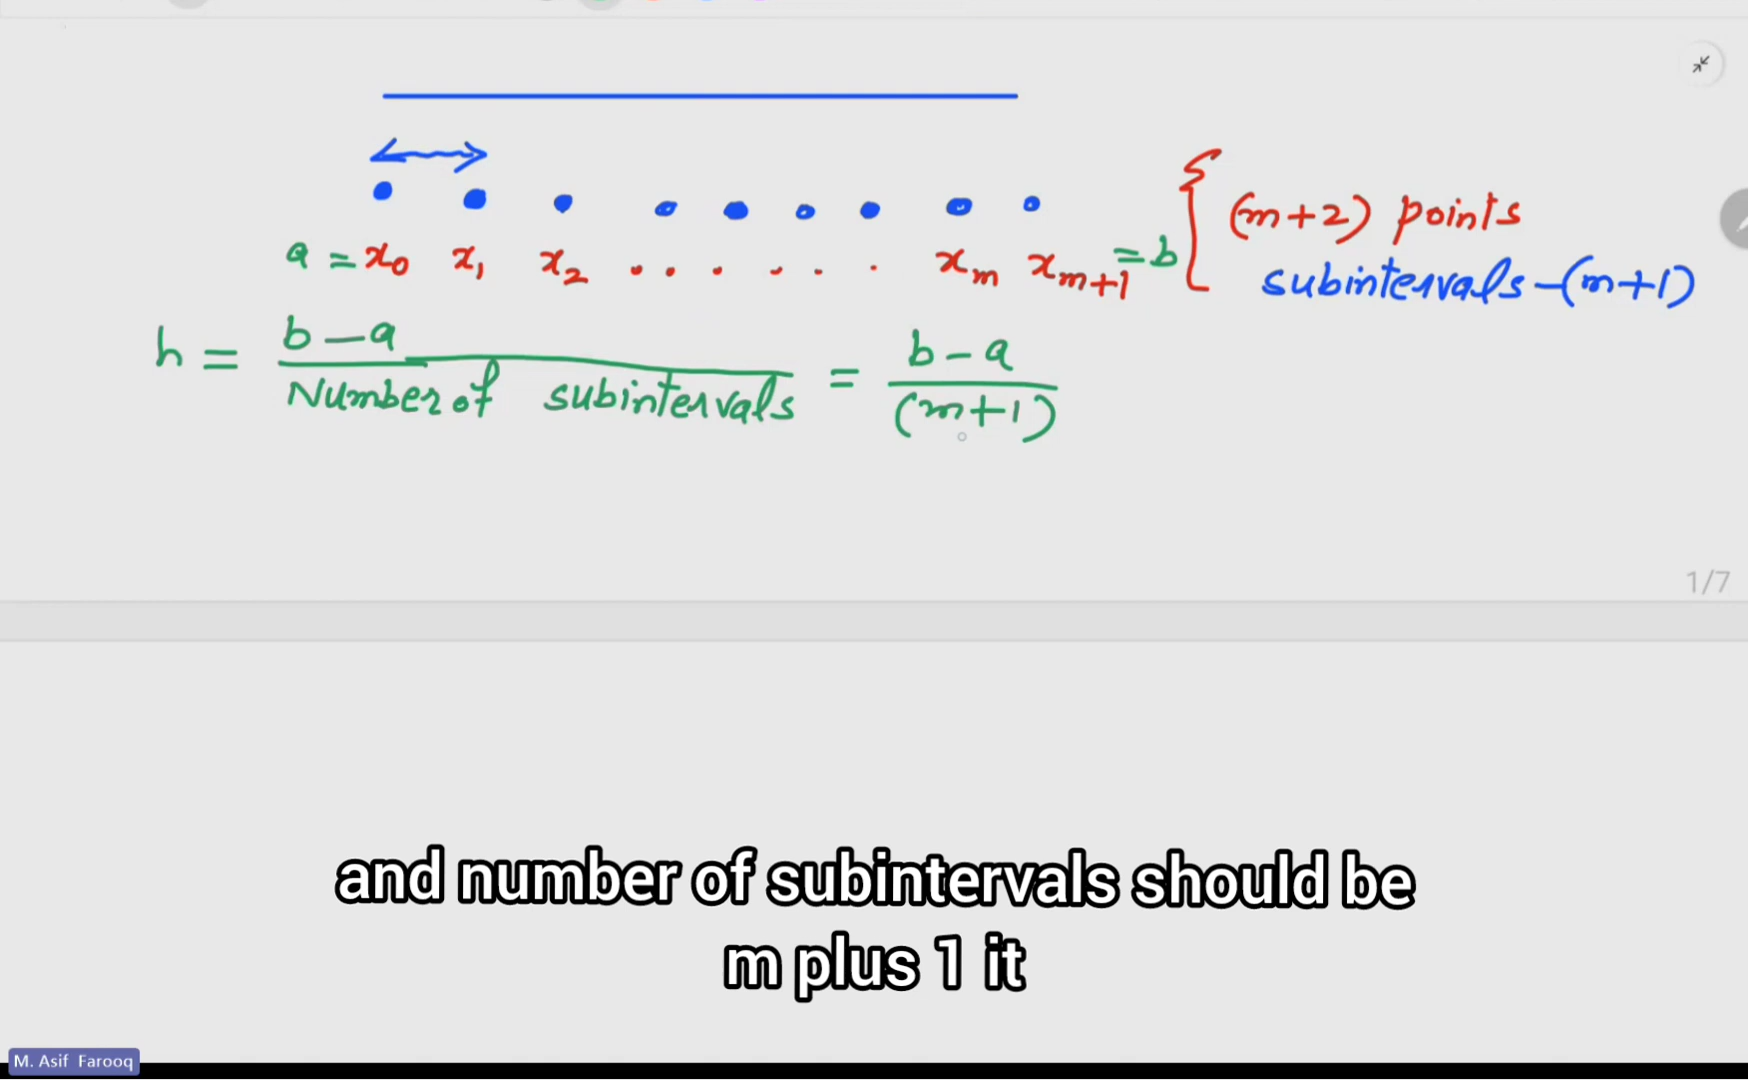 a = x₀ x₁ x₂ . . . . . . xₘ xₘ₊₁ = b
(m+2) points
subintervals – (m+1)
h = b – a / Number of subintervals = b – a / (m+1)
1/7
and number of subintervals should be
m plus 1 it
M. Asif Farooq